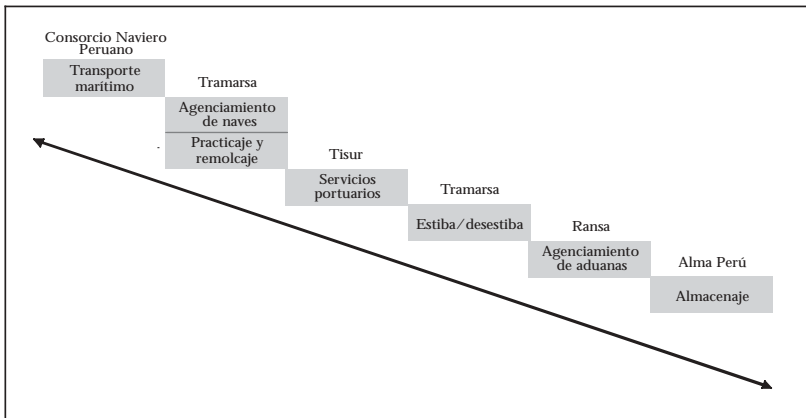 Consorcio Naviero
Peruano
Transporte
marítimo
Tramarsa
Agenciamiento
de naves
Practicaje y
remolcaje
Tisur
Servicios
portuarios
Tramarsa
Estiba/desestiba
Ransa
Agenciamiento
de aduanas
Alma Perú
Almacenaje